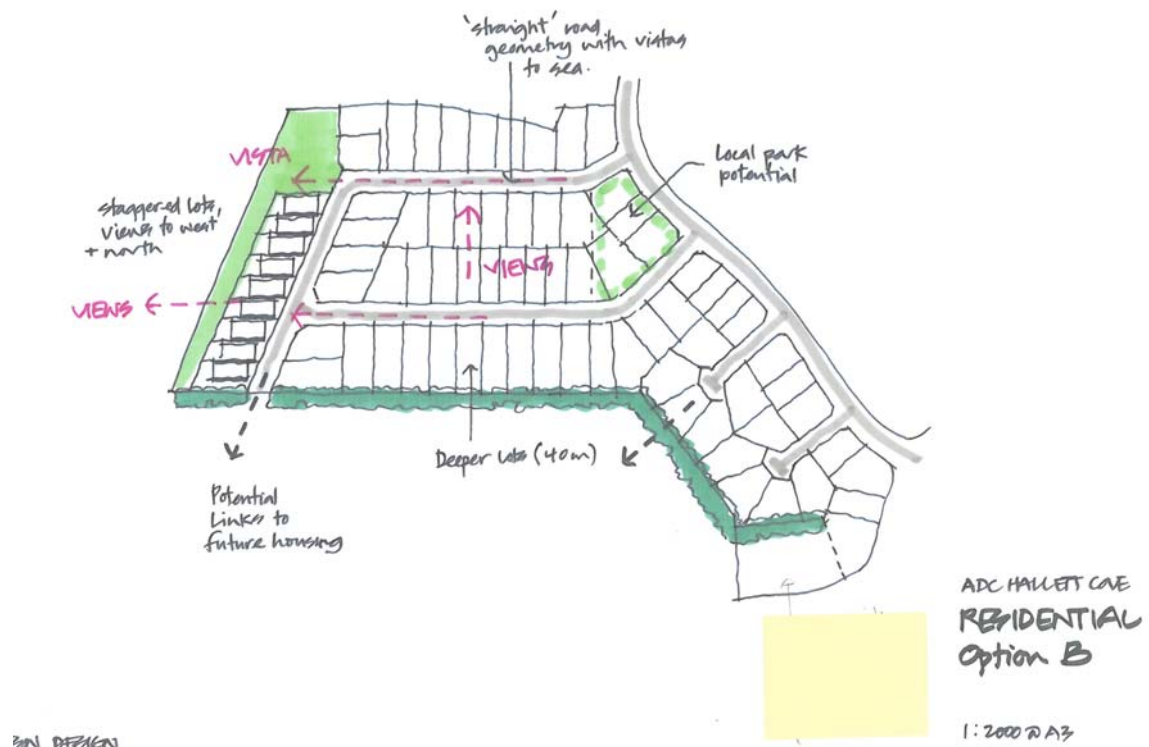 'straight' road
geometry with vistas
to sea.
Local park
potential
VISTA
staggered lots,
views to west
+ north
VIEWS
VIEWS
Deeper lots (40m)
Potential
Links to
future housing
ADC HALLETT COVE
RESIDENTIAL
Option B
1:2000 @ A3
DESIGN